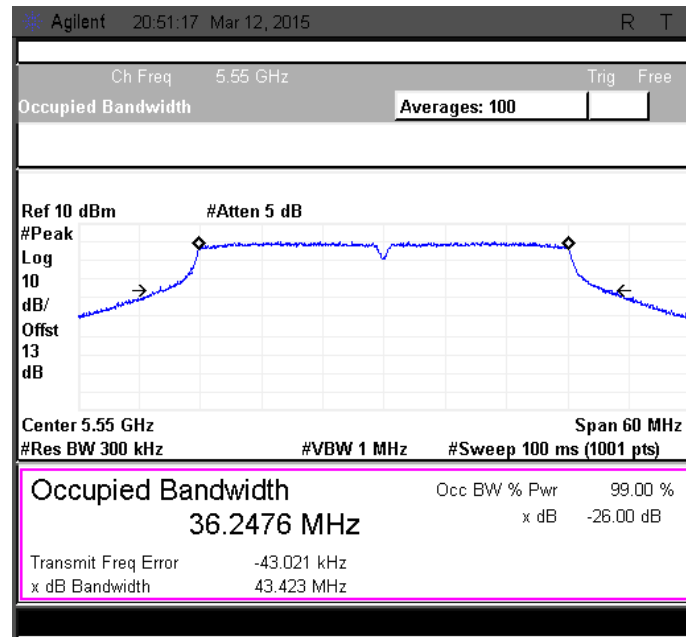 Agilent 20:51:17 Mar 12, 2015 R T
Ch Freq 5.55 GHz Trig Free
Occupied Bandwidth Averages: 100
Ref 10 dBm #Atten 5 dB
#Peak
Log
10
dB/
Offst
13
dB
Center 5.55 GHz Span 60 MHz
#Res BW 300 kHz #VBW 1 MHz #Sweep 100 ms (1001 pts)
Occupied Bandwidth Occ BW % Pwr 99.00 %
36.2476 MHz x dB -26.00 dB
Transmit Freq Error -43.021 kHz
x dB Bandwidth 43.423 MHz